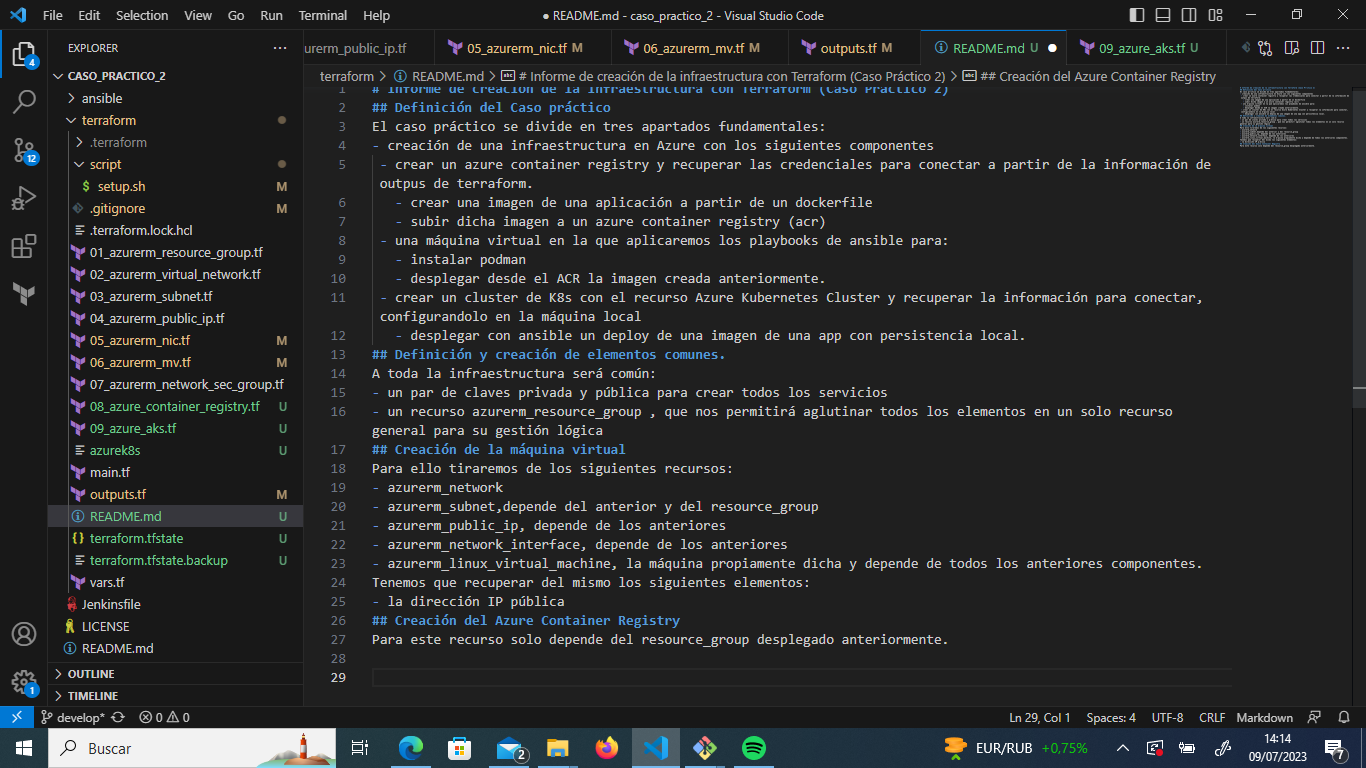 File Edit Selection View Go Run Terminal Help
● README.md - caso_practico_2 - Visual Studio Code
EXPLORER
CASO_PRACTICO_2
ansible
terraform
.terraform
script
setup.sh M
.gitignore M
.terraform.lock.hcl
01_azurerm_resource_group.tf
02_azurerm_virtual_network.tf
03_azurerm_subnet.tf
04_azurerm_public_ip.tf
05_azurerm_nic.tf M
06_azurerm_mv.tf M
07_azurerm_network_sec_group.tf
08_azure_container_registry.tf U
09_azure_aks.tf U
azurek8s U
main.tf
outputs.tf M
README.md U
terraform.tfstate U
terraform.tfstate.backup U
vars.tf
Jenkinsfile
LICENSE
README.md
OUTLINE
TIMELINE
4
12
1
urerm_public_ip.tf 05_azurerm_nic.tf M 06_azurerm_mv.tf M outputs.tf M README.md U ● 09_azure_aks.tf U
terraform > README.md > # Informe de creación de la infraestructura con Terraform (Caso Práctico 2) > ## Creación del Azure Container Registry
1 # Informe de creación de la infraestructura con Terraform (Caso Práctico 2)
2 ## Definición del Caso práctico
3 El caso práctico se divide en tres apartados fundamentales:
4 - creación de una infraestructura en Azure con los siguientes componentes
5 - crear un azure container registry y recuperar las credenciales para conectar a partir de la información de
outpus de terraform.
6 - crear una imagen de una aplicación a partir de un dockerfile
7 - subir dicha imagen a un azure container registry (acr)
8 - una máquina virtual en la que aplicaremos los playbooks de ansible para:
9 - instalar podman
10 - desplegar desde el ACR la imagen creada anteriormente.
11 - crear un cluster de K8s con el recurso Azure Kubernetes Cluster y recuperar la información para conectar,
configurandolo en la máquina local
12 - desplegar con ansible un deploy de una imagen de una app con persistencia local.
13 ## Definición y creación de elementos comunes.
14 A toda la infraestructura será común:
15 - un par de claves privada y pública para crear todos los servicios
16 - un recurso azurerm_resource_group , que nos permitirá aglutinar todos los elementos en un solo recurso
general para su gestión lógica
17 ## Creación de la máquina virtual
18 Para ello tiraremos de los siguientes recursos:
19 - azurerm_network
20 - azurerm_subnet,depende del anterior y del resource_group
21 - azurerm_public_ip, depende de los anteriores
22 - azurerm_network_interface, depende de los anteriores
23 - azurerm_linux_virtual_machine, la máquina propiamente dicha y depende de todos los anteriores componentes.
24 Tenemos que recuperar del mismo los siguientes elementos:
25 - la dirección IP pública
26 ## Creación del Azure Container Registry
27 Para este recurso solo depende del resource_group desplegado anteriormente.
28
29
develop* 0 0
Ln 29, Col 1 Spaces: 4 UTF-8 CRLF Markdown
Buscar
2
EUR/RUB +0,75%
14:14
09/07/2023
7